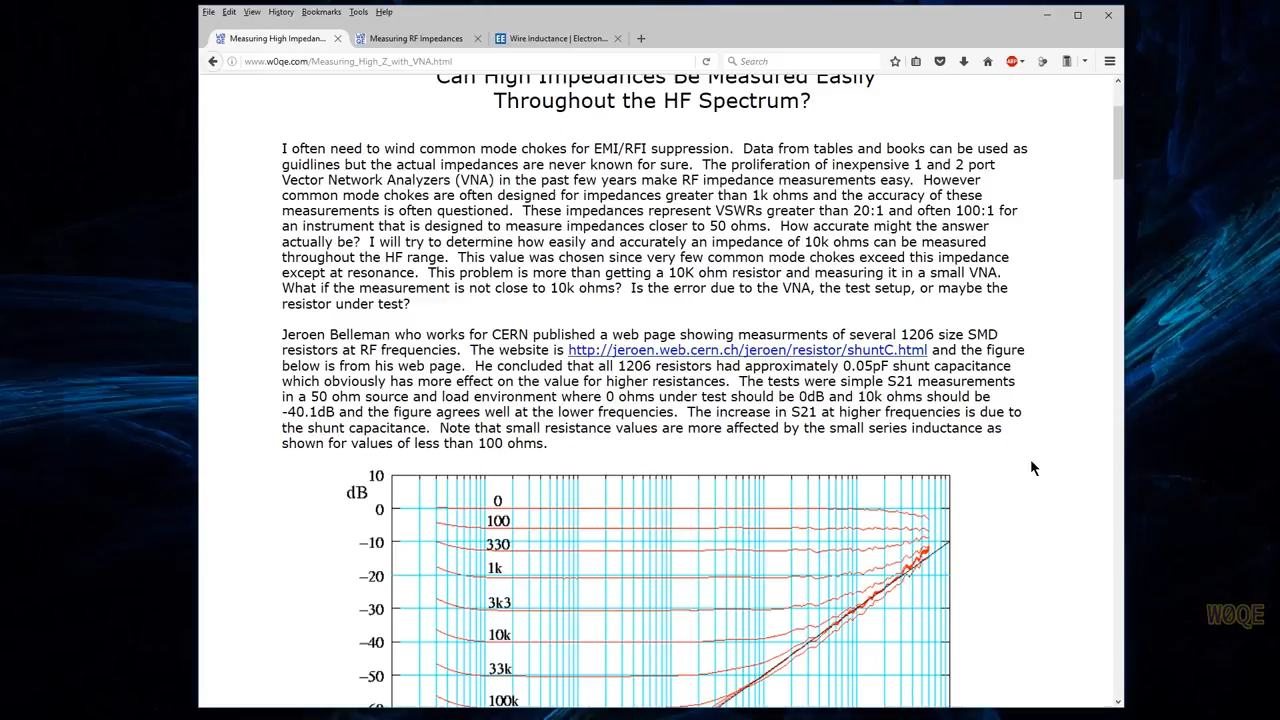 File Edit View History Bookmarks Tools Help
Measuring High Impedan... Measuring RF Impedances Wire Inductance | Electron...
www.w0qe.com/Measuring_High_Z_with_VNA.html Search ABP
Can High Impedances Be Measured Easily
Throughout the HF Spectrum?
I often need to wind common mode chokes for EMI/RFI suppression. Data from tables and books can be used as
guidlines but the actual impedances are never known for sure. The proliferation of inexpensive 1 and 2 port
Vector Network Analyzers (VNA) in the past few years make RF impedance measurements easy. However
common mode chokes are often designed for impedances greater than 1k ohms and the accuracy of these
measurements is often questioned. These impedances represent VSWRs greater than 20:1 and often 100:1 for
an instrument that is designed to measure impedances closer to 50 ohms. How accurate might the answer
actually be? I will try to determine how easily and accurately an impedance of 10k ohms can be measured
throughout the HF range. This value was chosen since very few common mode chokes exceed this impedance
except at resonance. This problem is more than getting a 10K ohm resistor and measuring it in a small VNA.
What if the measurement is not close to 10k ohms? Is the error due to the VNA, the test setup, or maybe the
resistor under test?
Jeroen Belleman who works for CERN published a web page showing measurments of several 1206 size SMD
resistors at RF frequencies. The website is http://jeroen.web.cern.ch/jeroen/resistor/shuntC.html and the figure
below is from his web page. He concluded that all 1206 resistors had approximately 0.05pF shunt capacitance
which obviously has more effect on the value for higher resistances. The tests were simple S21 measurements
in a 50 ohm source and load environment where 0 ohms under test should be 0dB and 10k ohms should be
-40.1dB and the figure agrees well at the lower frequencies. The increase in S21 at higher frequencies is due to
the shunt capacitance. Note that small resistance values are more affected by the small series inductance as
shown for values of less than 100 ohms.
10
dB
0
0
100
-10
330
1k
-20
3k3
-30
10k
-40
33k
-50
100k
W0QE